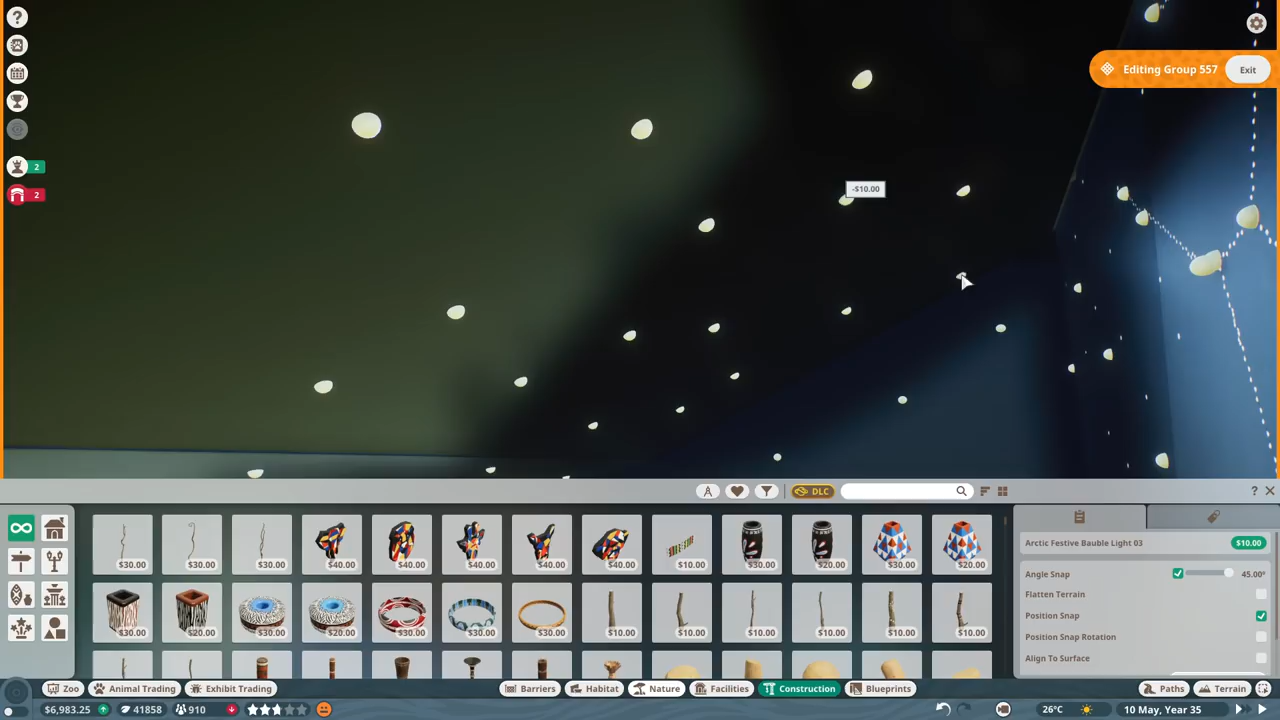 ?
Editing Group 557
Exit
2
2
-$10.00
DLC
?
$30.00
$30.00
$30.00
$40.00
$40.00
$40.00
$40.00
$40.00
$10.00
$30.00
$20.00
$30.00
$20.00
$30.00
$20.00
$30.00
$20.00
$30.00
$30.00
$30.00
$10.00
$10.00
$10.00
$10.00
$10.00
$10.00
Arctic Festive Bauble Light 03
$10.00
Angle Snap
45.00°
Flatten Terrain
Position Snap
Position Snap Rotation
Align To Surface
Zoo
Animal Trading
Exhibit Trading
Barriers
Habitat
Nature
Facilities
Construction
Blueprints
Paths
Terrain
$6,983.25
41858
910
26°C
10 May, Year 35